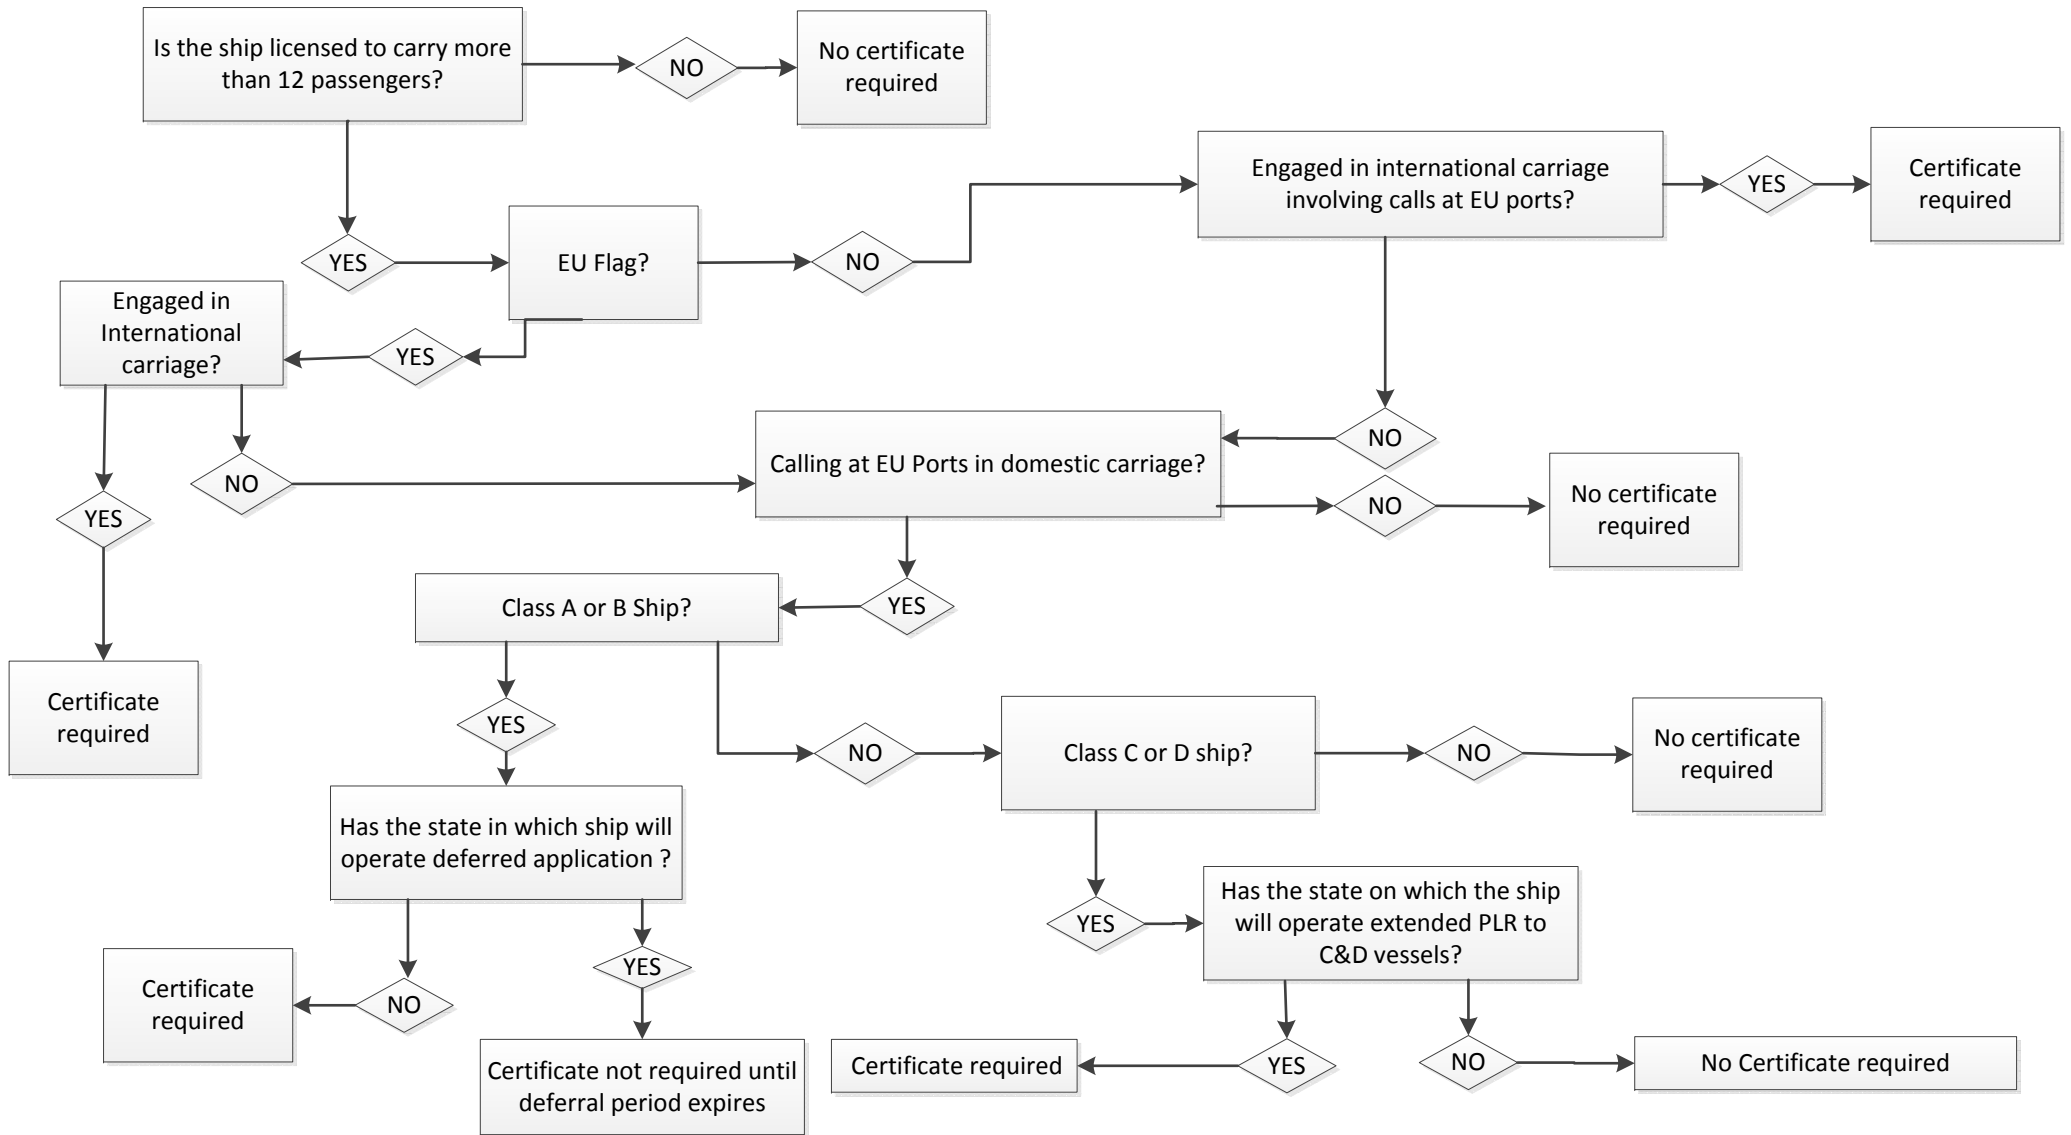 Is the ship licensed to carry more
than 12 passengers?
NO
No certificate
required
Engaged in international carriage
involving calls at EU ports?
YES
Certificate
required
YES
EU Flag?
NO
Engaged in
International
carriage?
YES
NO
Calling at EU Ports in domestic carriage?
NO
YES
NO
No certificate
required
Class A or B Ship?
YES
Certificate
required
YES
NO
Class C or D ship?
NO
No certificate
required
Has the state in which ship will
operate deferred application ?
YES
Has the state on which the ship
will operate extended PLR to
C&D vessels?
Certificate
required
NO
YES
Certificate not required until
deferral period expires
Certificate required
YES
NO
No Certificate required